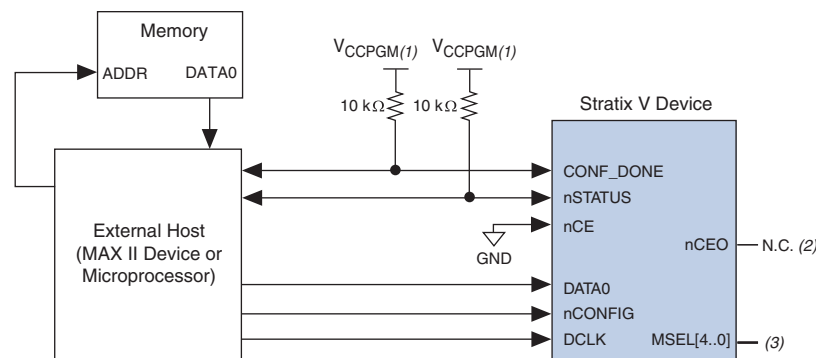 Memory
ADDR DATA0
VCCPGM(1) VCCPGM(1)
10 kΩ 10 kΩ
Stratix V Device
External Host
(MAX II Device or
Microprocessor)
CONF_DONE
nSTATUS
nCE
GND
nCEO N.C. (2)
DATA0
nCONFIG
DCLK MSEL[4..0] (3)